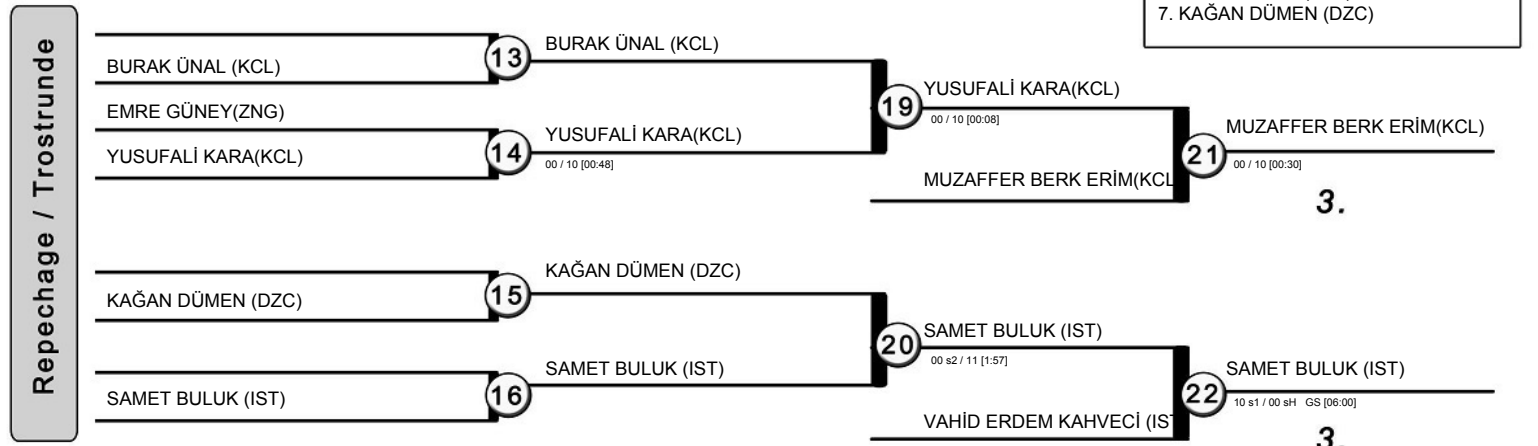 7. KAĞAN DÜMEN (DZC)
Repechage / Trostrunde
BURAK ÜNAL (KCL)
EMRE GÜNEY(ZNG)
YUSUFALİ KARA(KCL)
13
BURAK ÜNAL (KCL)
14
YUSUFALİ KARA(KCL)
00 / 10 [00:48]
19
YUSUFALİ KARA(KCL)
00 / 10 [00:08]
MUZAFFER BERK ERİM(KCL
21
MUZAFFER BERK ERİM(KCL)
00 / 10 [00:30]
3.
KAĞAN DÜMEN (DZC)
SAMET BULUK (IST)
15
KAĞAN DÜMEN (DZC)
16
SAMET BULUK (IST)
20
SAMET BULUK (IST)
00 s2 / 11 [1:57]
VAHİD ERDEM KAHVECİ (IST
22
SAMET BULUK (IST)
10 s1 / 00 sH GS [06:00]
3.